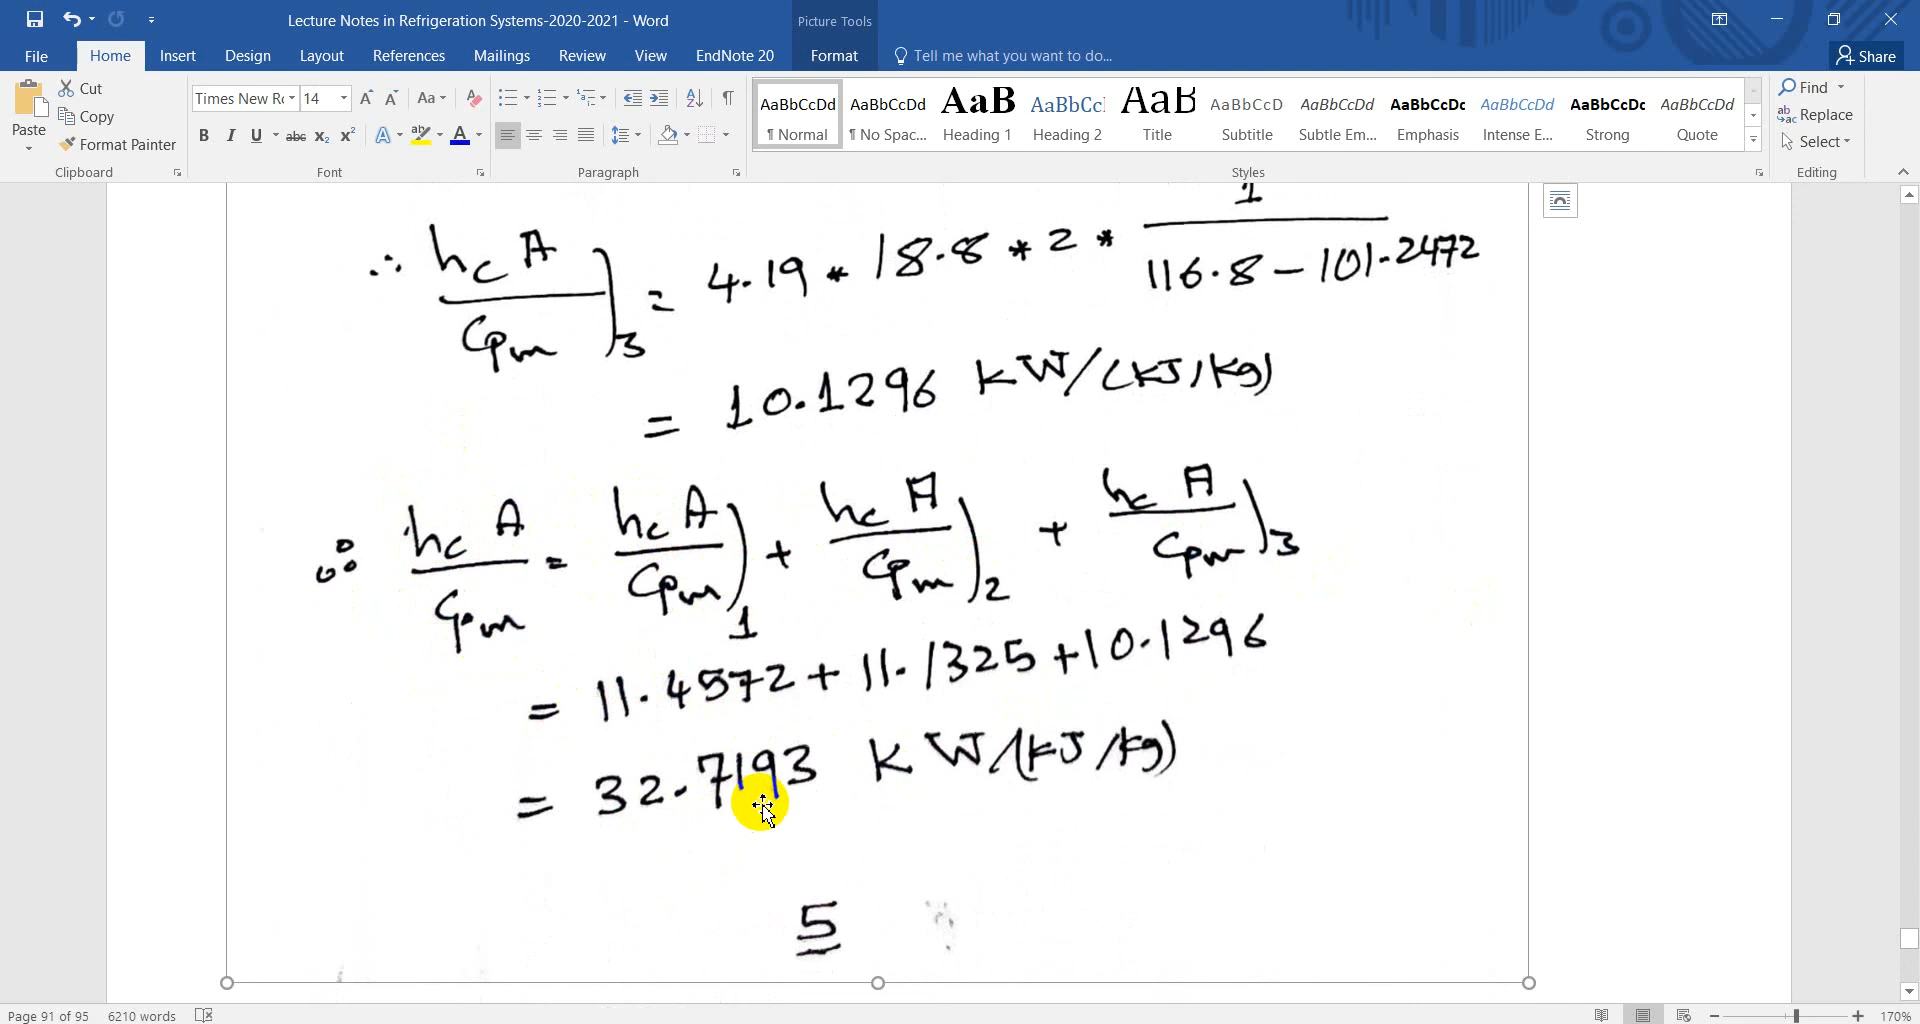 Lecture Notes in Refrigeration Systems-2020-2021 - Word
Picture Tools
File Home Insert Design Layout References Mailings Review View EndNote 20 Format Tell me what you want to do... Share
Paste
Cut
Copy
Format Painter
Clipboard
Times New Ro 14
Font
Paragraph
AaBbCcDd AaBbCcDd AaB AaBbCc AaB AaBbCcD AaBbCcDd AaBbCcDc AaBbCcDd AaBbCcDc AaBbCcDd
¶ Normal ¶ No Spac... Heading 1 Heading 2 Title Subtitle Subtle Em... Emphasis Intense E... Strong Quote
Styles
Find
Replace
Select
Editing
∴ hc A / Cpm )3 = 4.19 * 18.8 * 2 * 1 / 116.8 - 101.2472
= 10.1296 kW/(kJ/kg)
∴ hc A / Cpm = hc A / Cpm )1 + hc A / Cpm )2 + hc A / Cpm )3
= 11.4572 + 11.1325 + 10.1296
= 32.7193 kW/(kJ/kg)
5
Page 91 of 95 6210 words 170%